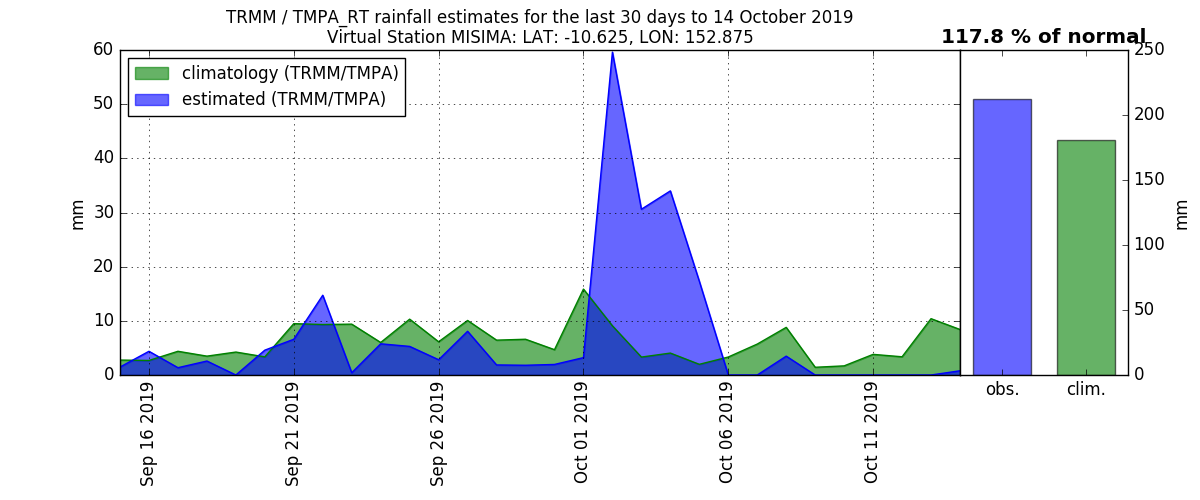 TRMM / TMPA_RT rainfall estimates for the last 30 days to 14 October 2019
Virtual Station MISIMA: LAT: -10.625, LON: 152.875
117.8 % of normal
climatology (TRMM/TMPA)
estimated (TRMM/TMPA)
60
50
40
30
20
10
0
mm
Sep 16 2019
Sep 21 2019
Sep 26 2019
Oct 01 2019
Oct 06 2019
Oct 11 2019
250
200
150
100
50
0
mm
obs.
clim.